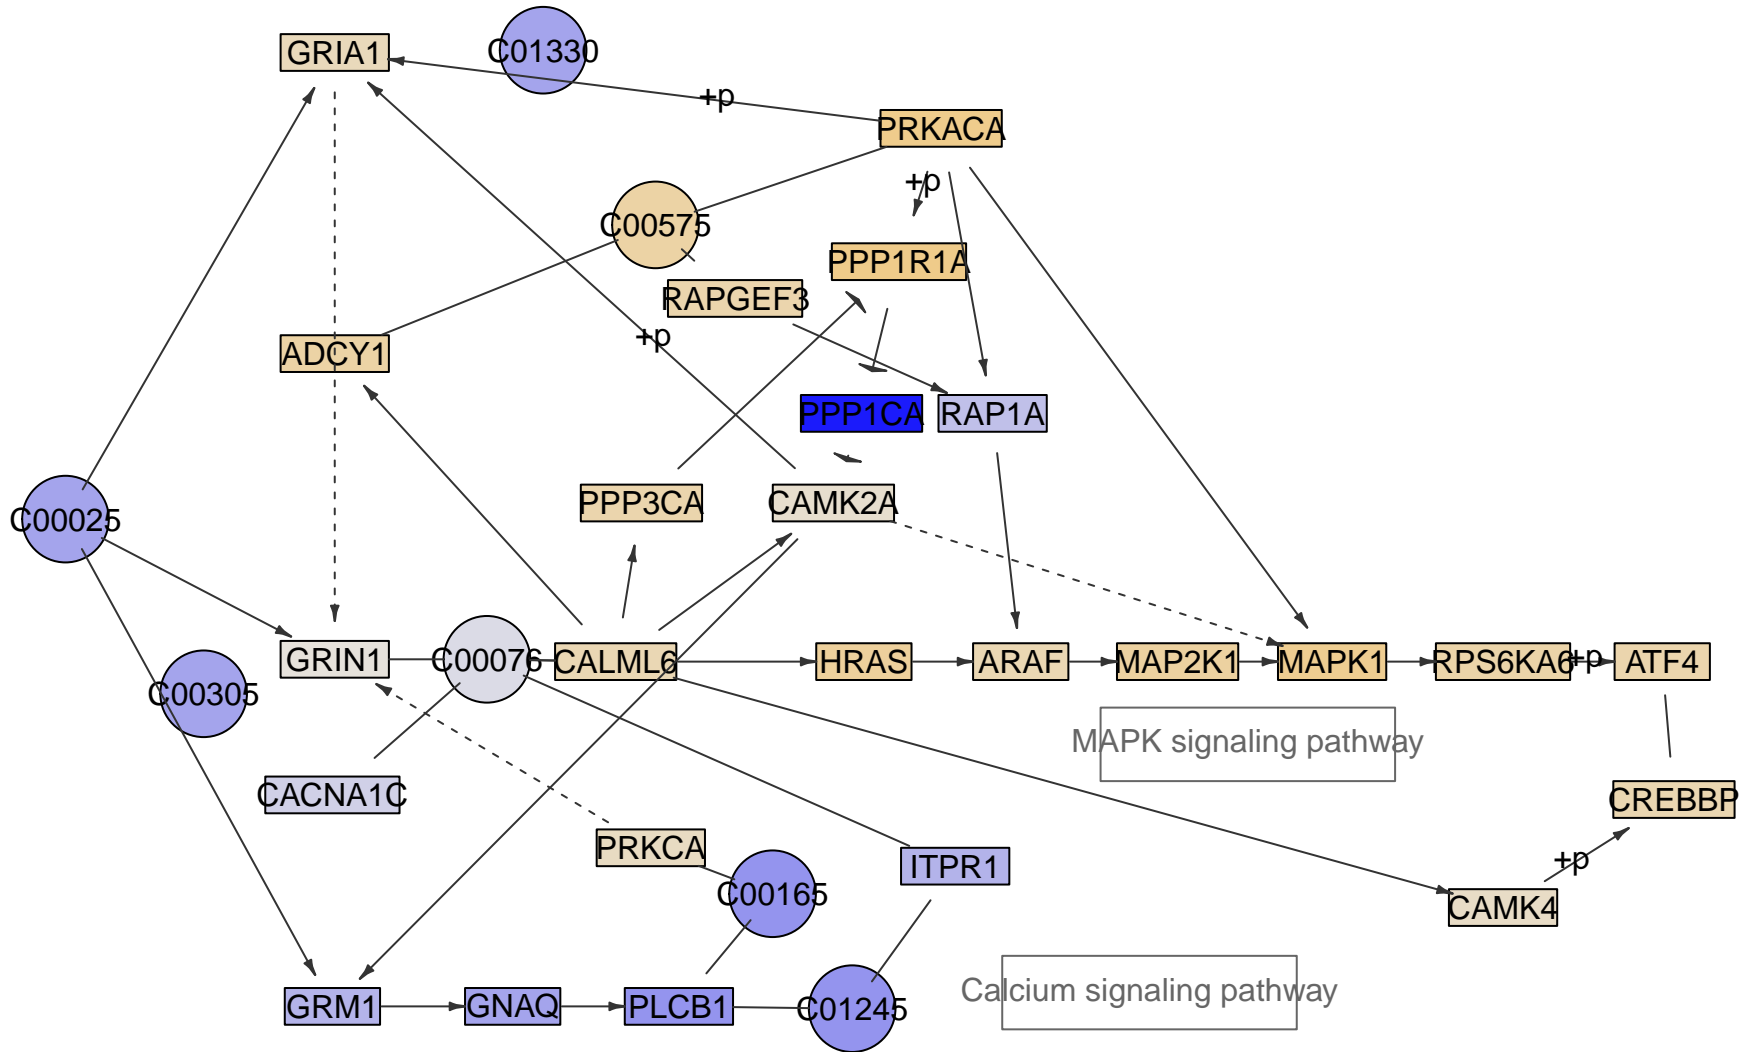 GRIA1
C01330
+p
PRKACA
+p
C00575
PPP1R1A
RAPGEF3
+p
ADCY1
PPP1CA
RAP1A
PPP3CA
CAMK2A
C00025
GRIN1
C00076
CALML6
HRAS
ARAF
MAP2K1
MAPK1
RPS6KA6
+p
ATF4
C00305
MAPK signaling pathway
CACNA1C
CREBBP
PRKCA
ITPR1
+p
C00165
CAMK4
Calcium signaling pathway
GRM1
GNAQ
PLCB1
C01245